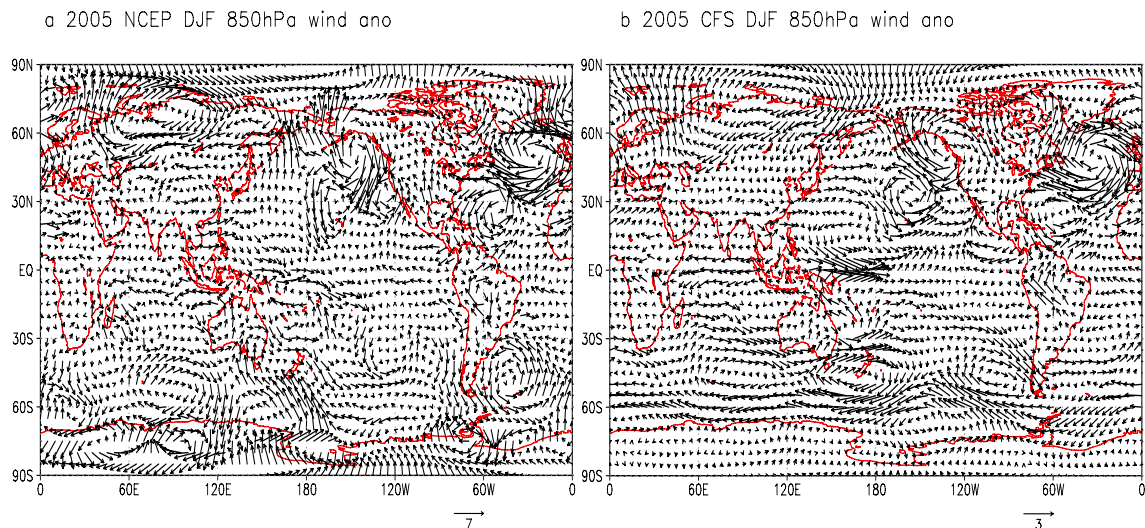 a 2005 NCEP DJF 850hPa wind ano
b 2005 CFS DJF 850hPa wind ano
90N
60N
30N
EQ
30S
60S
90S
0 60E 120E 180 120W 60W 0
7
90N
60N
30N
EQ
30S
60S
90S
0 60E 120E 180 120W 60W 0
3